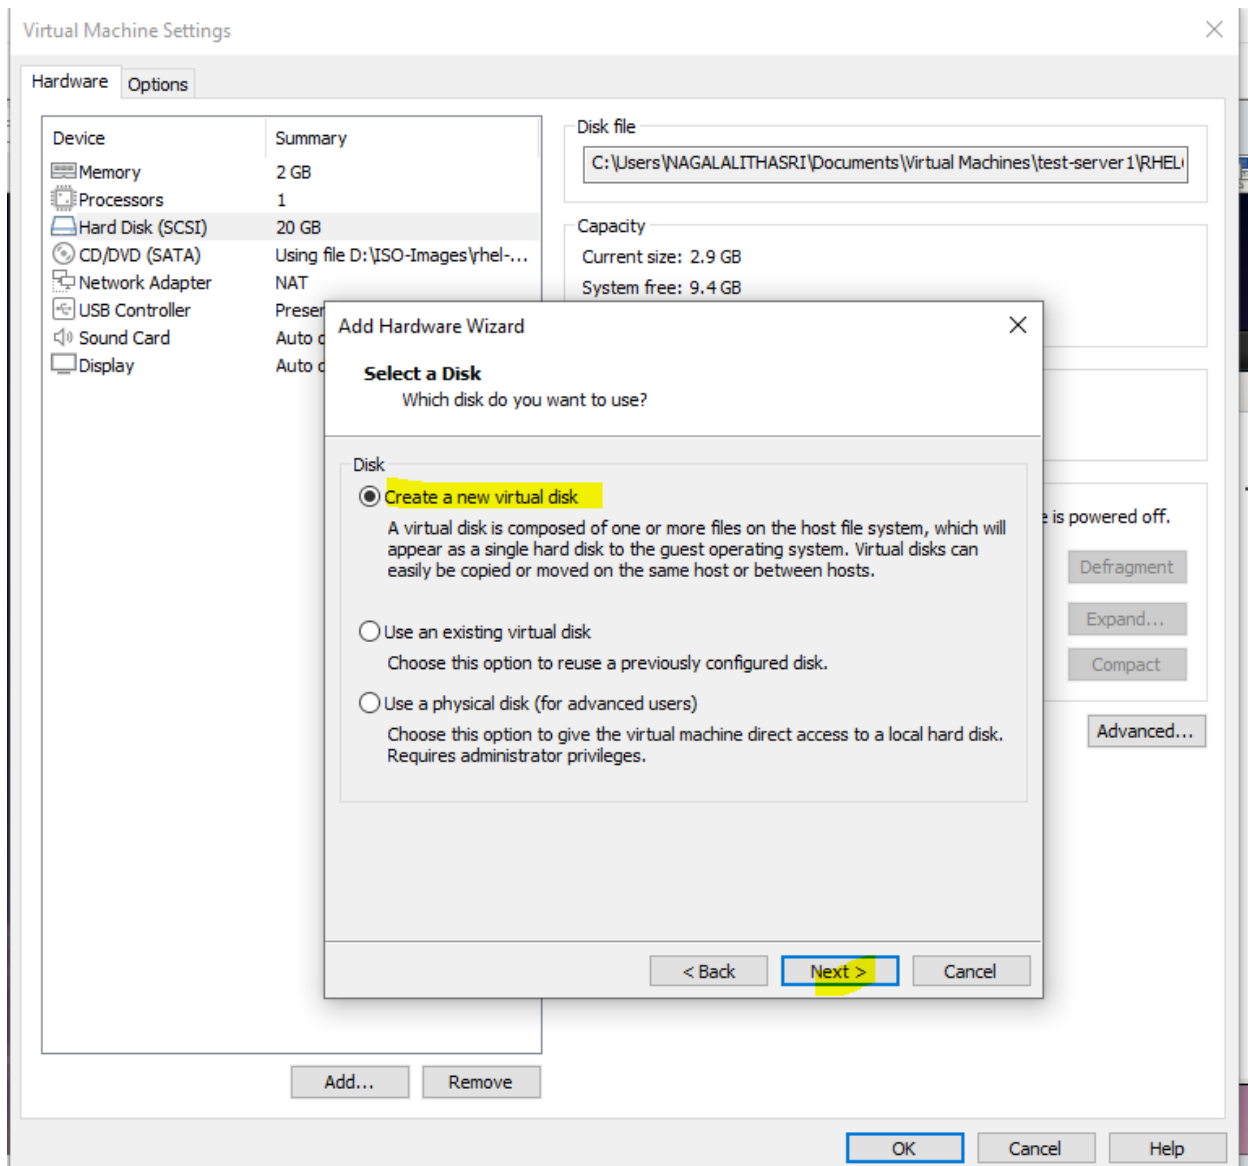 Virtual Machine Settings
Hardware Options
Device Summary
Memory 2 GB
Processors 1
Hard Disk (SCSI) 20 GB
CD/DVD (SATA) Using file D:\ISO-Images\rhel-...
Network Adapter NAT
USB Controller Presen
Sound Card Auto d
Display Auto d
Disk file
C:\Users\NAGALALITHASRI\Documents\Virtual Machines\test-server1\RHEL
Capacity
Current size: 2.9 GB
System free: 9.4 GB
Add Hardware Wizard
Select a Disk
Which disk do you want to use?
Disk
Create a new virtual disk
A virtual disk is composed of one or more files on the host file system, which will
appear as a single hard disk to the guest operating system. Virtual disks can
easily be copied or moved on the same host or between hosts.
Use an existing virtual disk
Choose this option to reuse a previously configured disk.
Use a physical disk (for advanced users)
Choose this option to give the virtual machine direct access to a local hard disk.
Requires administrator privileges.
< Back Next > Cancel
e is powered off.
Defragment
Expand...
Compact
Advanced...
Add... Remove
OK Cancel Help